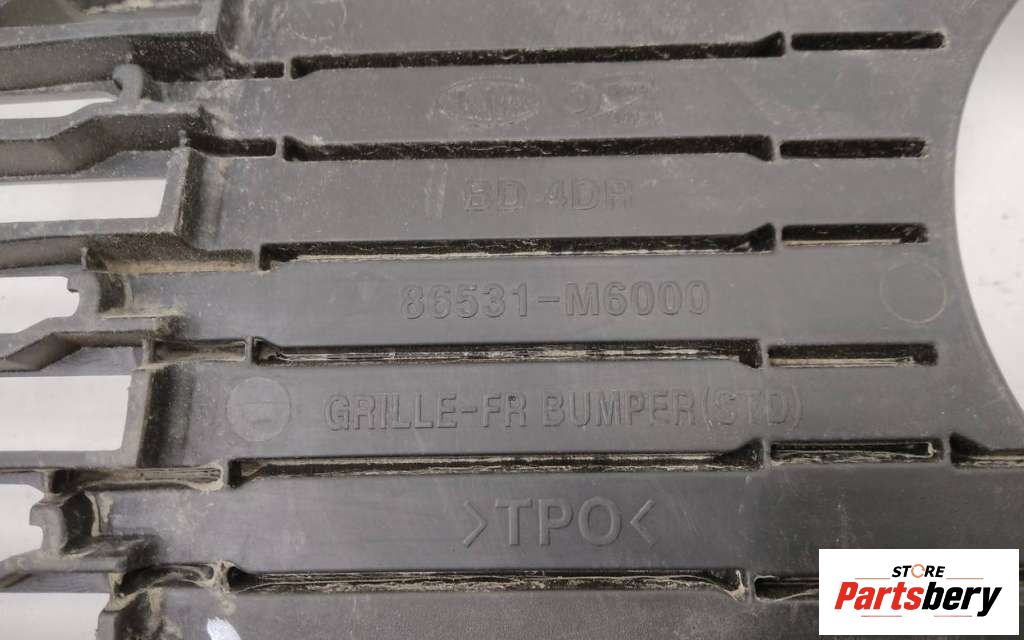 BD 4DR
86531-M6000
GRILLE-FR BUMPER(STD)
>TPO<
STORE
Partsbery